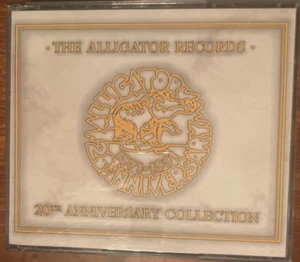 · THE ALLIGATOR RECORDS ·
ALLIGATOR
ANNIVERSARY
20TH ANNIVERSARY COLLECTION